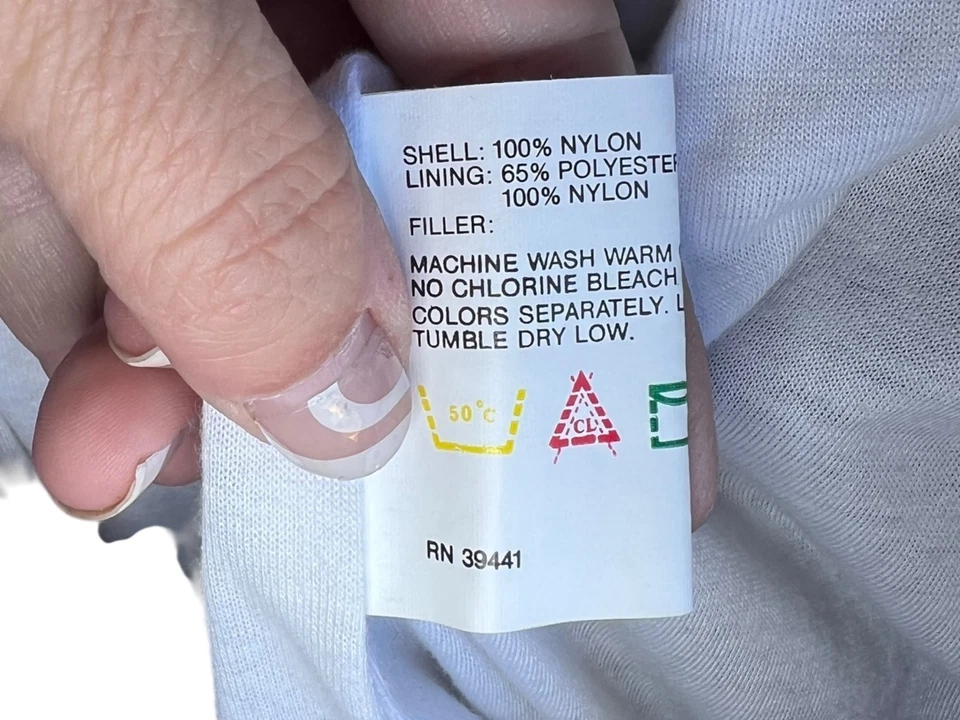 SHELL: 100% NYLON
LINING: 65% POLYESTER
100% NYLON
FILLER:
MACHINE WASH WARM
NO CHLORINE BLEACH
COLORS SEPARATELY.
TUMBLE DRY LOW.
50°C
CL
RN 39441